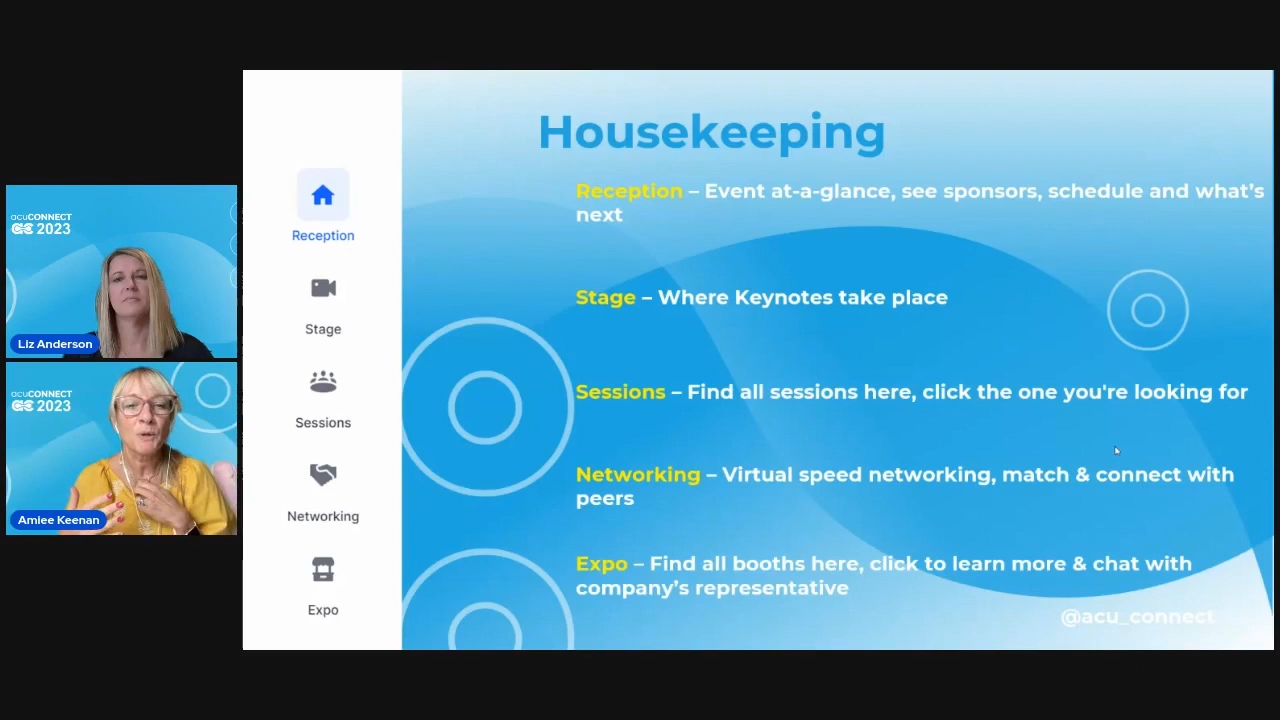 acuCONNECT
2023
Liz Anderson
acuCONNECT
2023
Amlee Keenan
Reception
Stage
Sessions
Networking
Expo
Housekeeping
Reception – Event at-a-glance, see sponsors, schedule and what’s
next
Stage – Where Keynotes take place
Sessions – Find all sessions here, click the one you're looking for
Networking – Virtual speed networking, match & connect with
peers
Expo – Find all booths here, click to learn more & chat with
company’s representative
@acu_connect